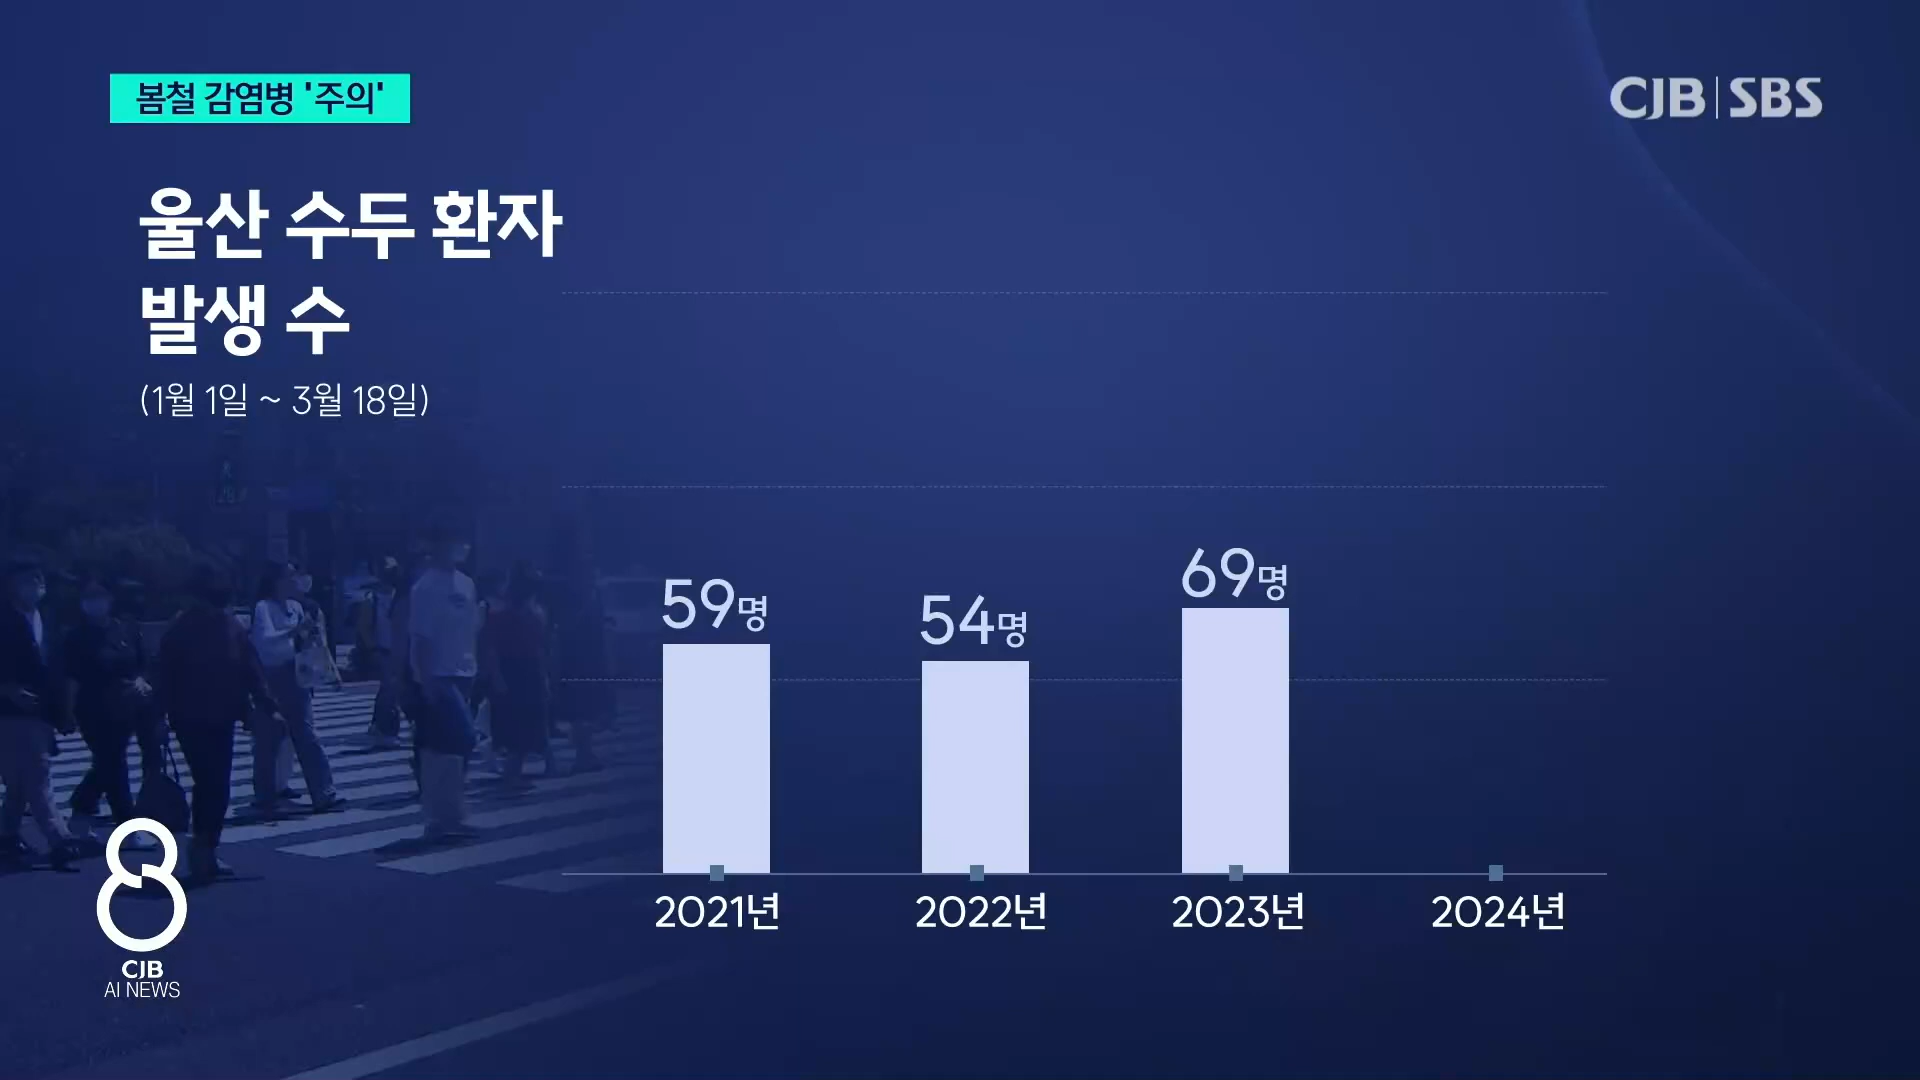 봄철 감염병 '주의'
CJB | SBS
울산 수두 환자
발생 수
(1월 1일 ~ 3월 18일)
59명
54명
69명
2021년
2022년
2023년
2024년
8
CJB
AI NEWS